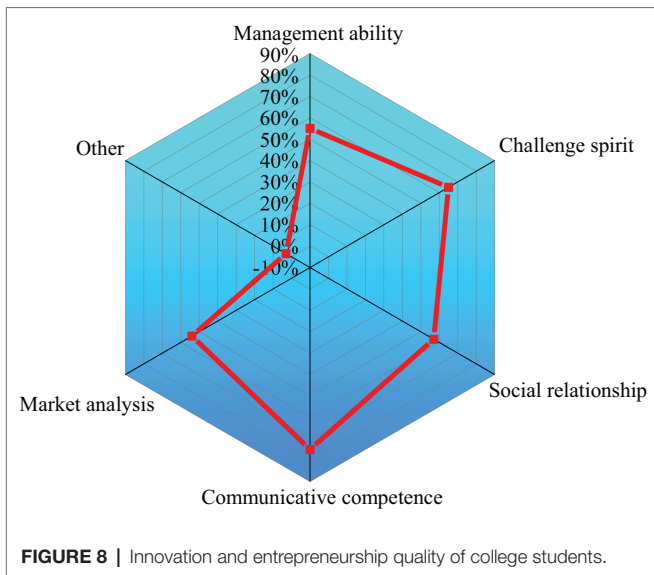 Management ability
90%
80%
70%
60%
50%
40%
30%
20%
10%
0%
-10%
Other
Challenge spirit
Market analysis
Social relationship
Communicative competence
FIGURE 8 | Innovation and entrepreneurship quality of college students.